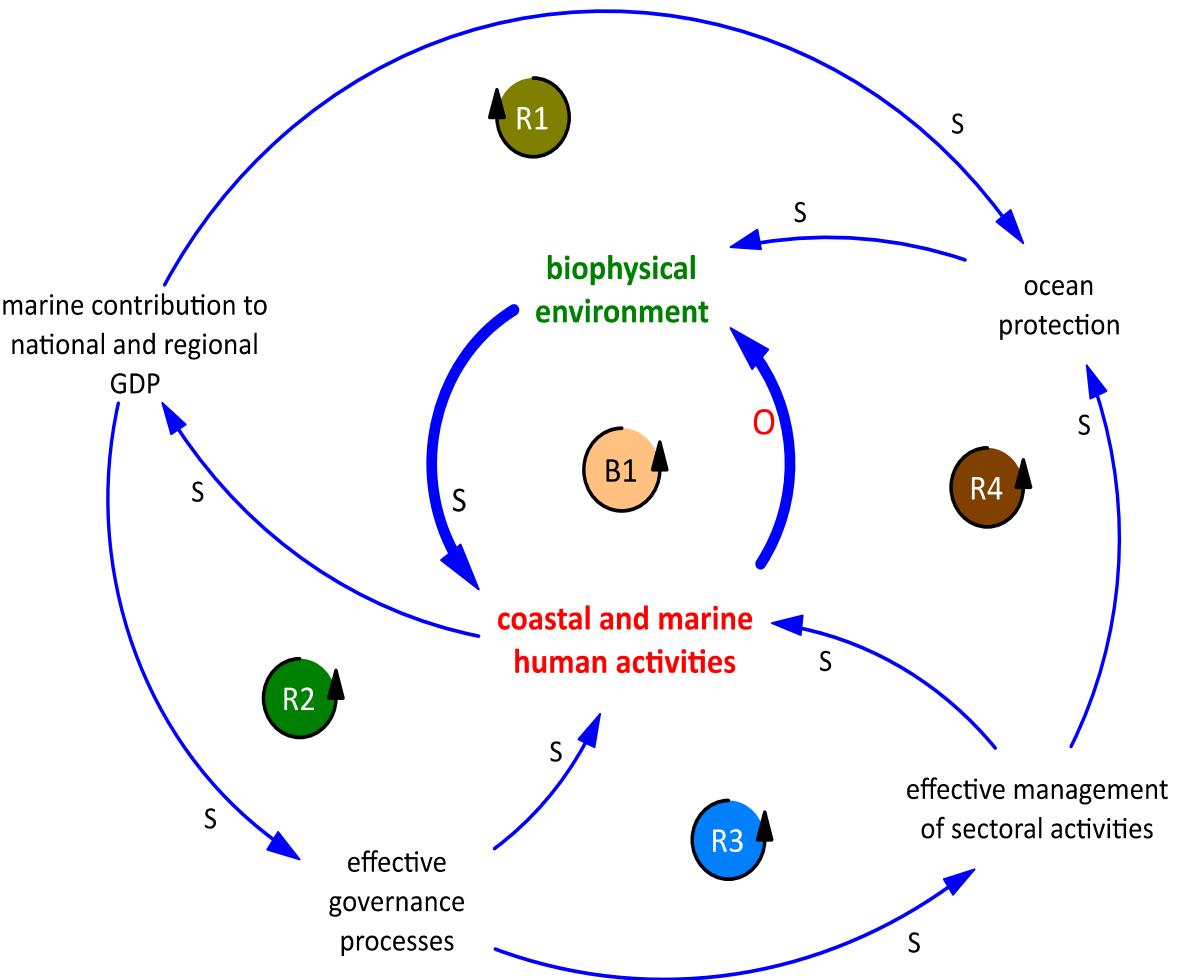 R1
S
S
biophysical
environment
ocean
protection
marine contribution to
national and regional
GDP
O
S
B1
S
S
R4
coastal and marine
human activities
S
R2
S
effective management
of sectoral activities
S
R3
effective
governance
processes
S